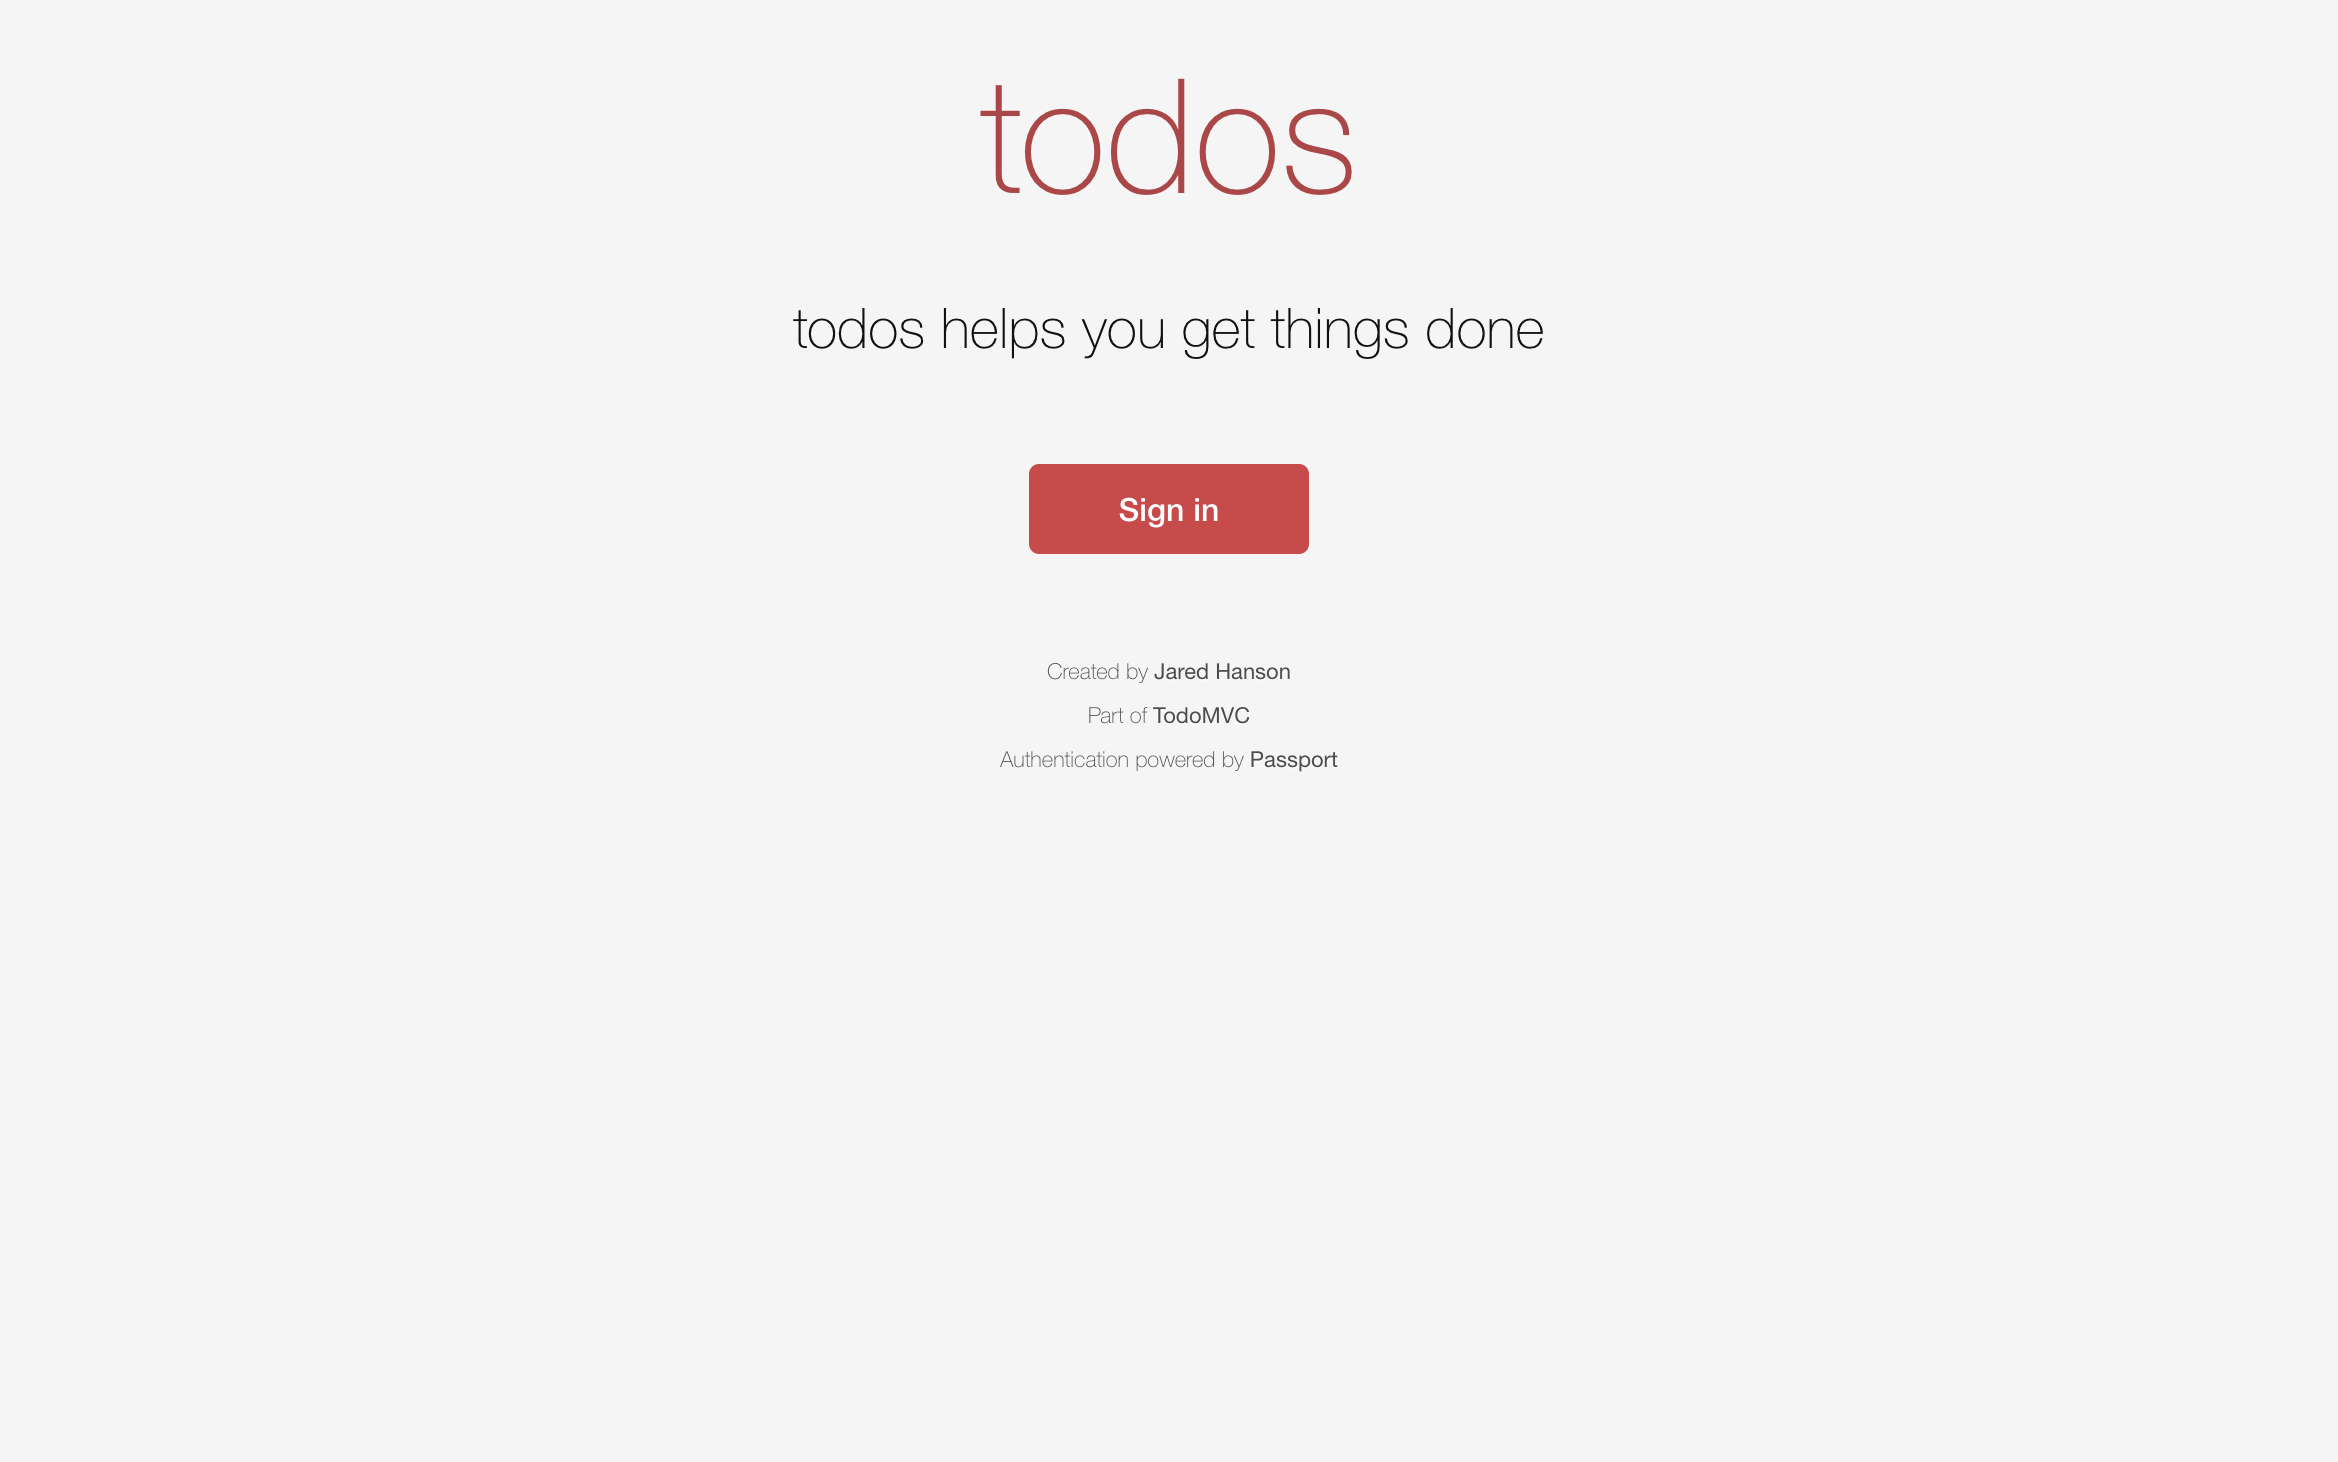 todos
todos helps you get things done
Sign in
Created by Jared Hanson
Part of TodoMVC
Authentication powered by Passport